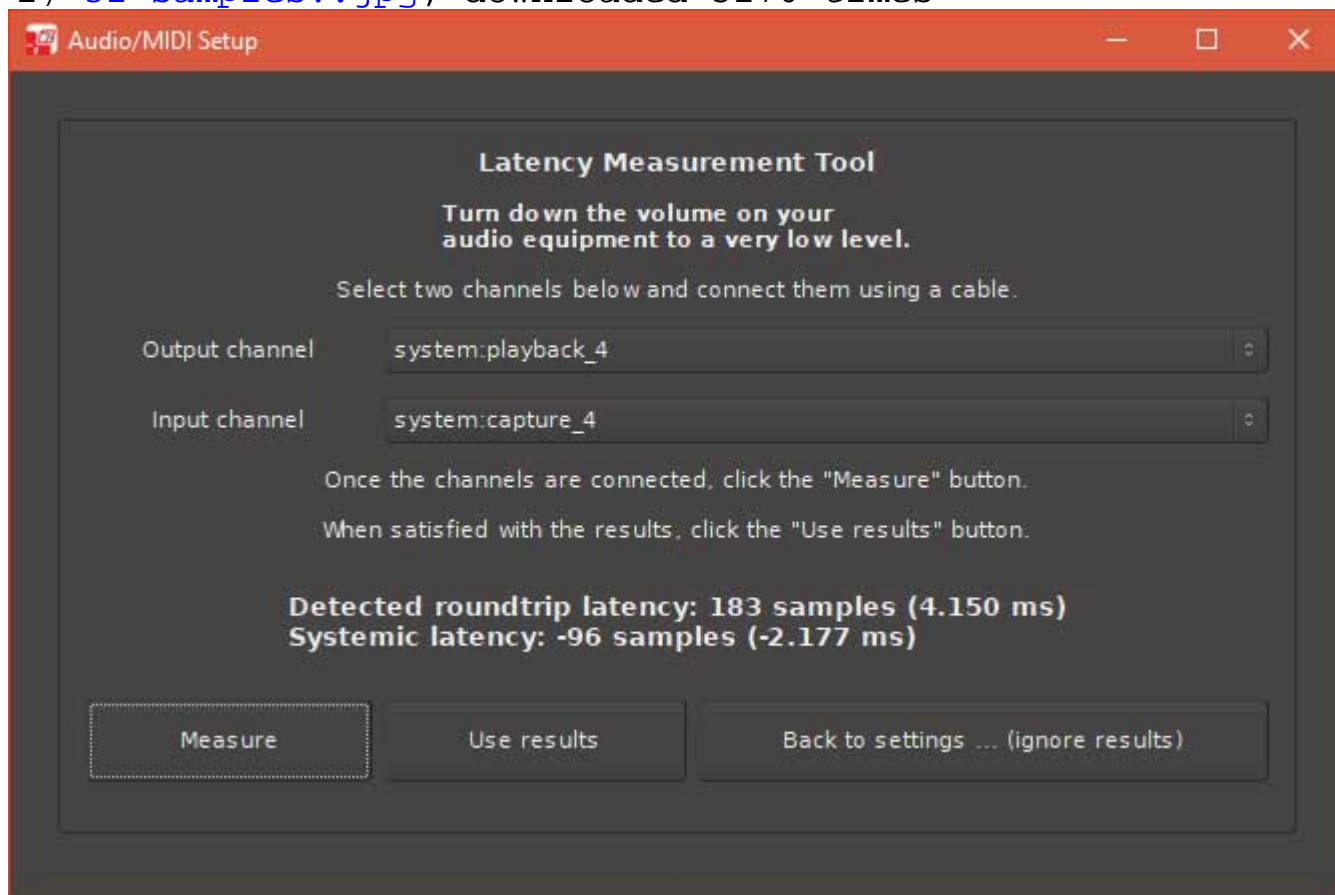 Audio/MIDI Setup
Latency Measurement Tool
Turn down the volume on your
audio equipment to a very low level.
Select two channels below and connect them using a cable.
Output channel system:playback_4
Input channel system:capture_4
Once the channels are connected, click the "Measure" button.
When satisfied with the results, click the "Use results" button.
Detected roundtrip latency: 183 samples (4.150 ms)
Systemic latency: -96 samples (-2.177 ms)
Measure Use results Back to settings ... (ignore results)